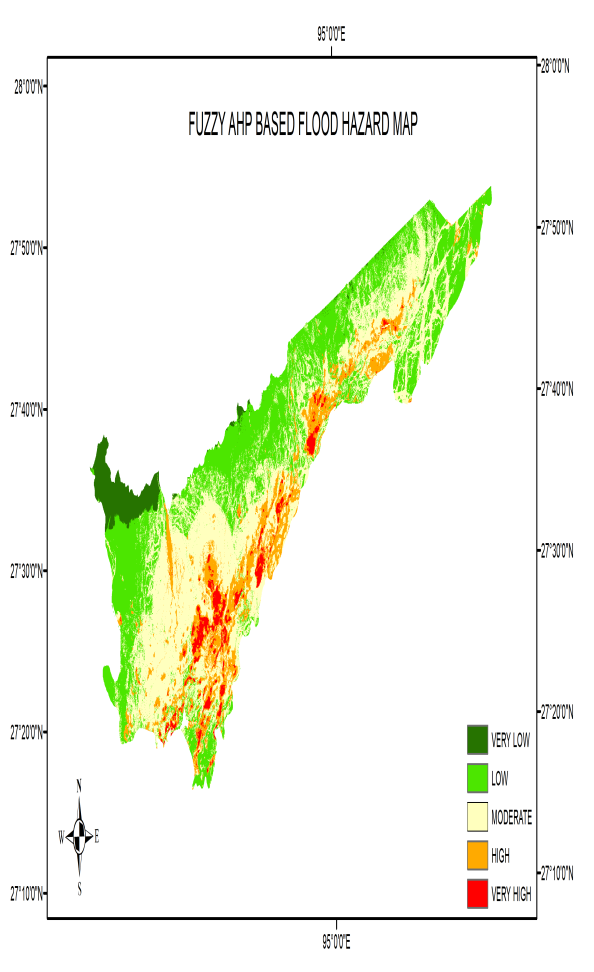 95°0'0"E
28°0'0"N
28°0'0"N
FUZZY AHP BASED FLOOD HAZARD MAP
27°50'0"N
27°50'0"N
27°40'0"N
27°40'0"N
27°30'0"N
27°30'0"N
27°20'0"N
27°20'0"N
VERY LOW
LOW
MODERATE
HIGH
VERY HIGH
N
W E
S
27°10'0"N
27°10'0"N
95°0'0"E